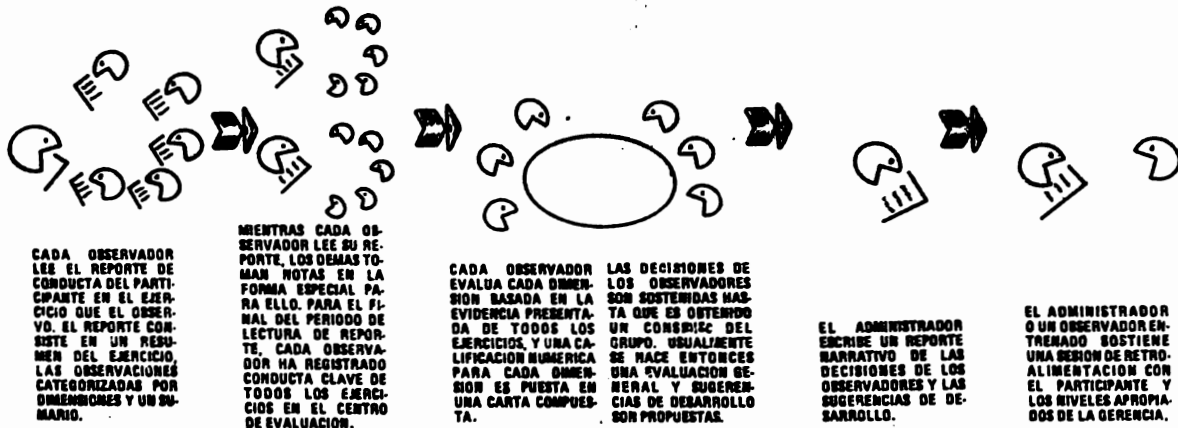 CADA OBSERVADOR
LEE EL REPORTE DE
CONDUCTA DEL PARTI-
CIPANTE EN EL EJER-
CICIO QUE EL OBSER-
VO. EL REPORTE CON-
SISTE EN UN RESU-
MEN DEL EJERCICIO,
LAS OBSERVACIONES
CATEGORIZADAS POR
DIMENSIONES Y UN SU-
MARIO.
MIENTRAS CADA OB-
SERVADOR LEE SU RE-
PORTE, LOS DEMAS TO-
MAN NOTAS EN LA
FORMA ESPECIAL PA-
RA ELLO. PARA EL FI-
NAL DEL PERIODO DE
LECTURA DE REPOR-
TE, CADA OBSERVA-
DOR HA REGISTRADO
CONDUCTA CLAVE DE
TODOS LOS EJERCI-
CIOS EN EL CENTRO
DE EVALUACION.
CADA OBSERVADOR
EVALUA CADA DIMEN-
SION BASADA EN LA
EVIDENCIA PRESENTA-
DA DE TODOS LOS
EJERCICIOS, Y UNA CA-
LIFICACION NUMERICA
PARA CADA DIMEN-
SION ES PUESTA EN
UNA CARTA COMPUES-
TA.
LAS DECISIONES DE
LOS OBSERVADORES
SON SOSTENIDAS HAS-
TA QUE ES OBTENIDO
UN DEL
GRUPO. USUALMENTE
SE HACE ENTONCES
UNA EVALUACION GE-
NERAL Y SUGEREN-
CIAS DE DESARROLLO
SON PROPUESTAS.
EL ADMINISTRADOR
ESCRIBE UN REPORTE
NARRATIVO DE LAS
DECISIONES DE LOS
OBSERVADORES Y LAS
SUGERENCIAS DE DE-
SARROLLO.
EL ADMINISTRADOR
O UN OBSERVADOR EN-
TRENADO SOSTIENE
UNA SESION DE RETRO-
ALIMENTACION CON
EL PARTICIPANTE Y
LOS NIVELES APROPIA-
DOS DE LA GERENCIA.